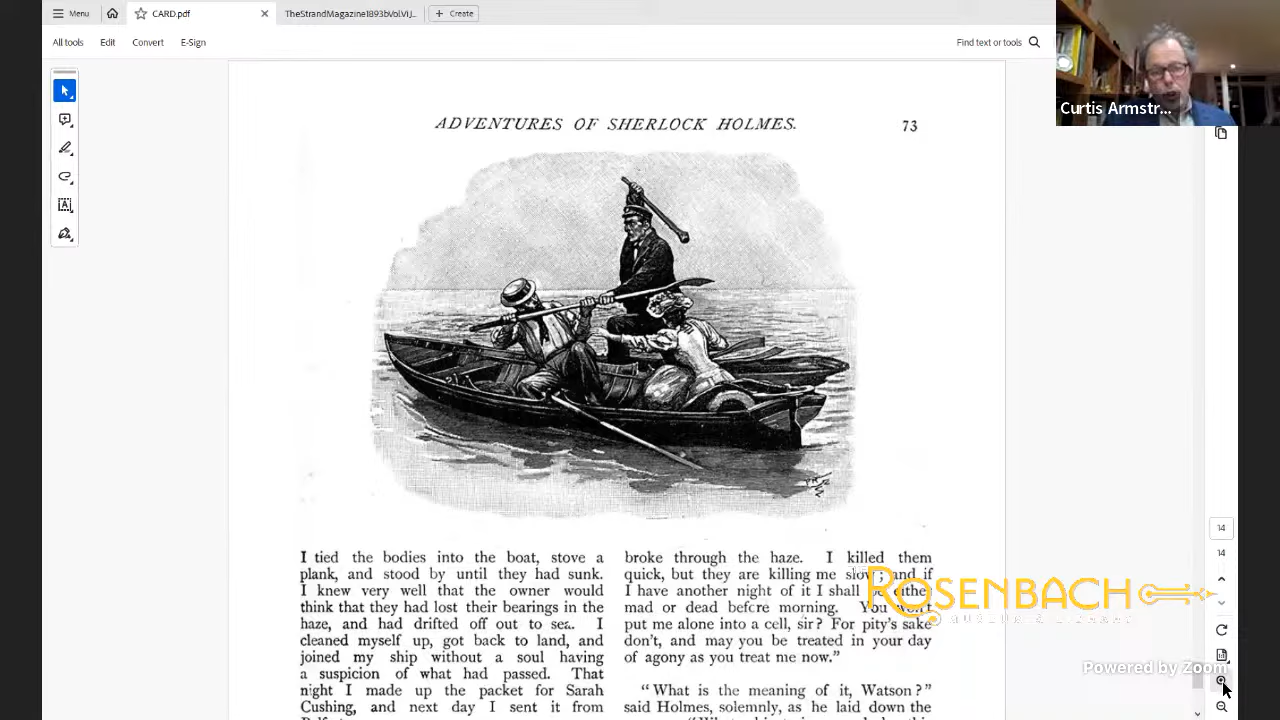 Menu
CARD.pdf
TheStrandMagazine1893bVol.VI.J...
Create
All tools
Edit
Convert
E-Sign
Find text or tools
Curtis Armstr...
ADVENTURES OF SHERLOCK HOLMES.
73
I tied the bodies into the boat, stove a
plank, and stood by until they had sunk.
I knew very well that the owner would
think that they had lost their bearings in the
haze, and had drifted off out to sea. I
cleaned myself up, got back to land, and
joined my ship without a soul having
a suspicion of what had passed. That
night I made up the packet for Sarah
Cushing, and next day I sent it from
broke through the haze. I killed them
quick, but they are killing me slow; and if
I have another night of it I shall be either
mad or dead before morning. You won't
put me alone into a cell, sir? For pity's sake
don't, and may you be treated in your day
of agony as you treat me now."
"What is the meaning of it, Watson?"
said Holmes, solemnly, as he laid down the
14
14
ROSENBACH
Powered by Zoom